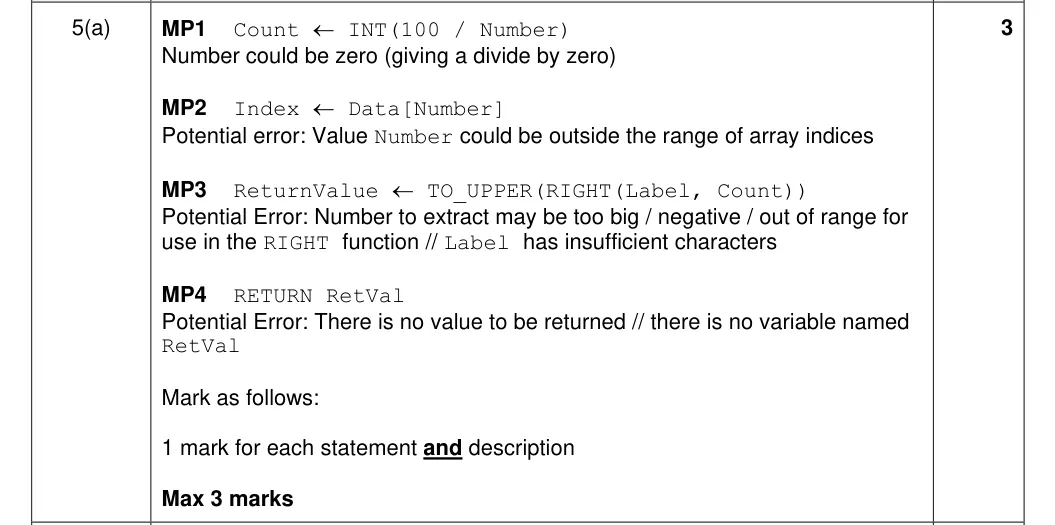 5(a) MP1 Count ← INT(100 / Number) 3
Number could be zero (giving a divide by zero)
MP2 Index ← Data[Number]
Potential error: Value Number could be outside the range of array indices
MP3 ReturnValue ← TO_UPPER(RIGHT(Label, Count))
Potential Error: Number to extract may be too big / negative / out of range for
use in the RIGHT function // Label has insufficient characters
MP4 RETURN RetVal
Potential Error: There is no value to be returned // there is no variable named
RetVal
Mark as follows:
1 mark for each statement and description
Max 3 marks